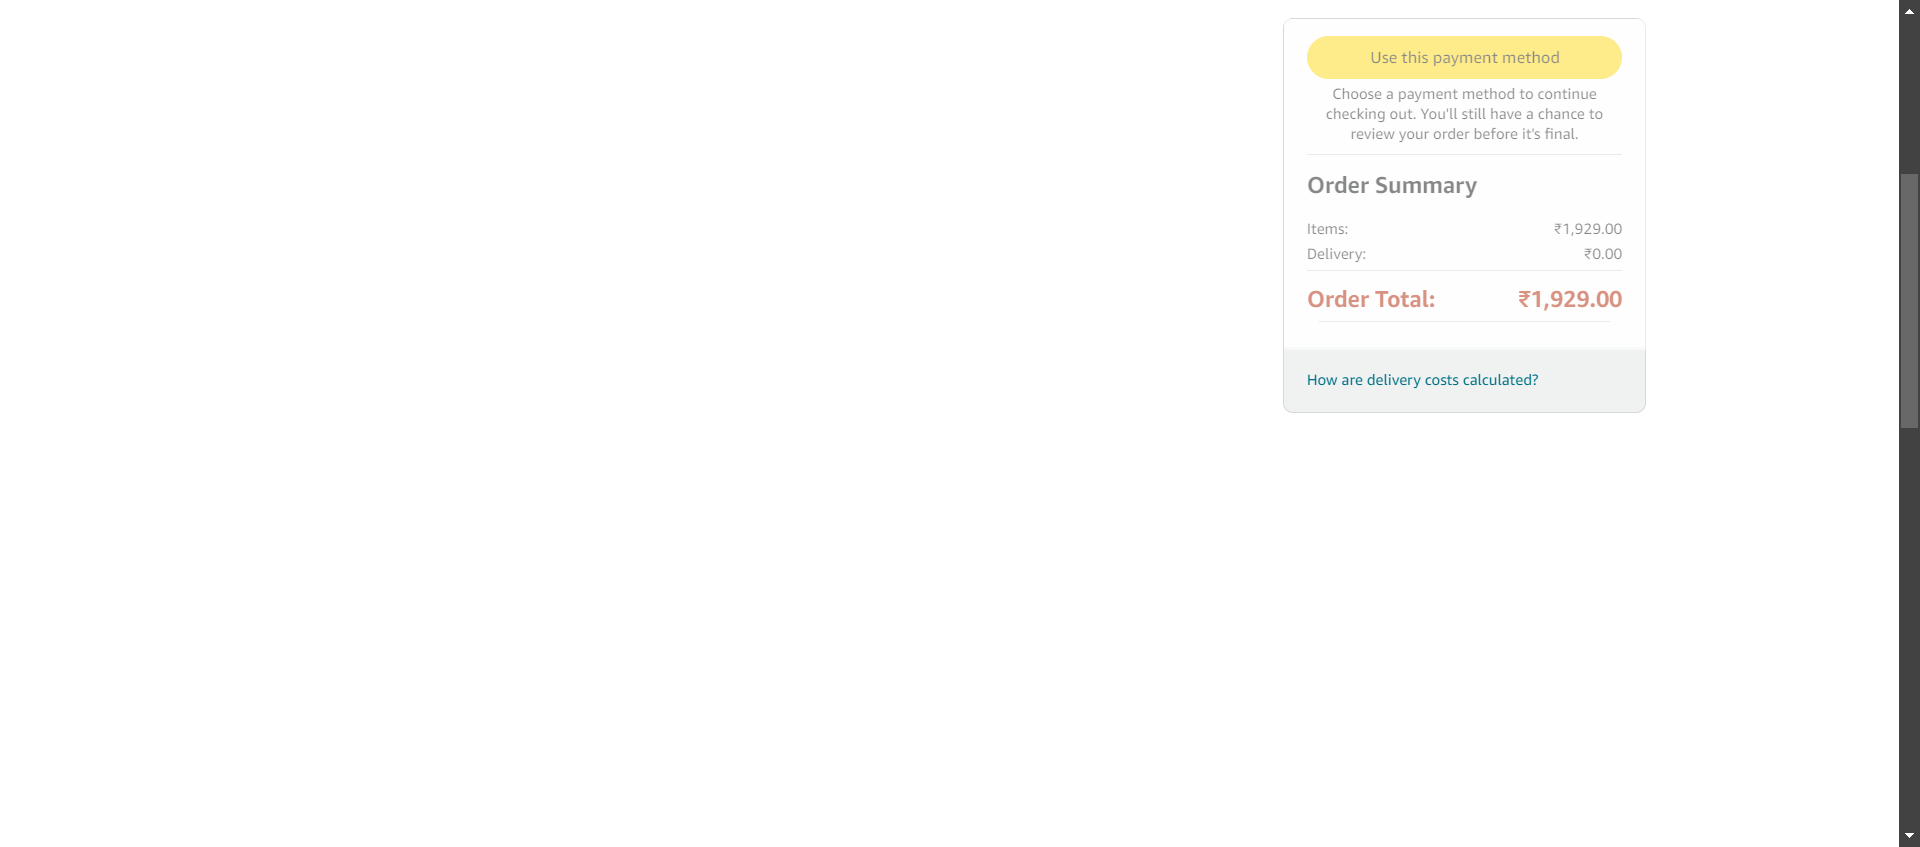 Use this payment method
Choose a payment method to continue
checking out. You'll still have a chance to
review your order before it's final.
Order Summary
Items: ₹1,929.00
Delivery: ₹0.00
Order Total: ₹1,929.00
How are delivery costs calculated?